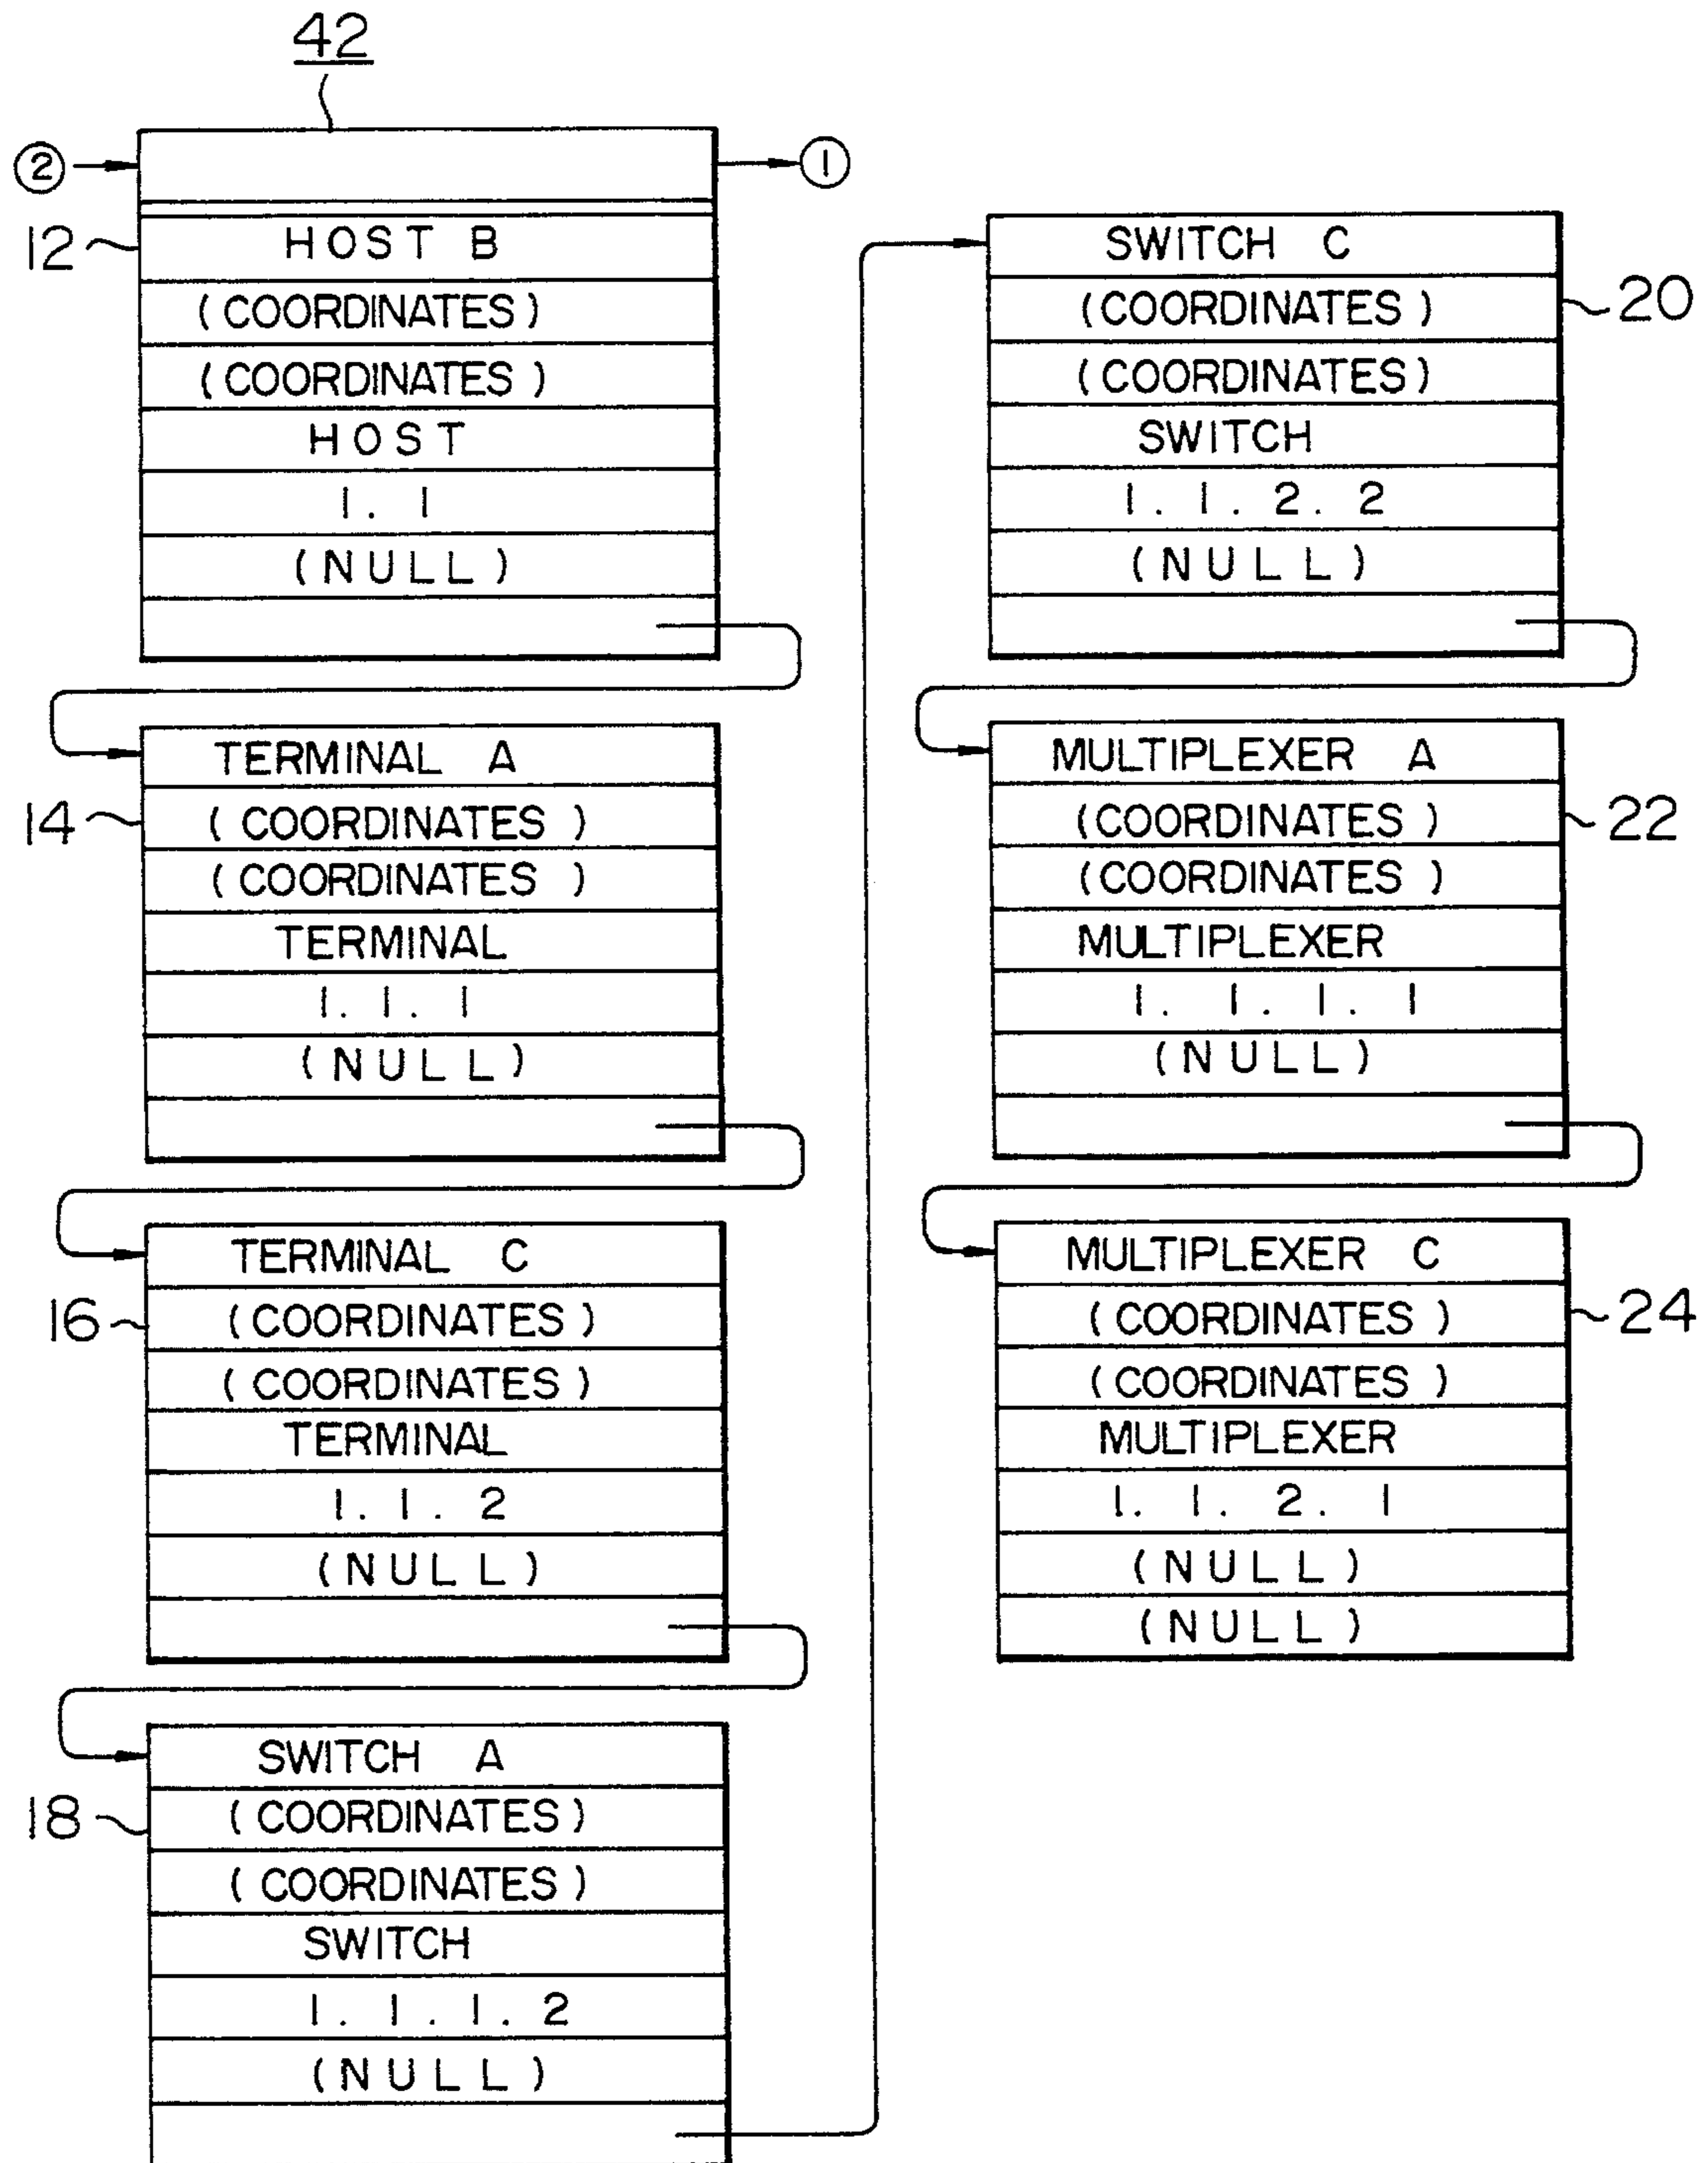 42
②
①
12
HOST B
(COORDINATES)
(COORDINATES)
HOST
1. 1
(NULL)
14
TERMINAL A
(COORDINATES)
(COORDINATES)
TERMINAL
1. 1. 1
(NULL)
16
TERMINAL C
(COORDINATES)
(COORDINATES)
TERMINAL
1. 1. 2
(NULL)
18
SWITCH A
(COORDINATES)
(COORDINATES)
SWITCH
1. 1. 1. 2
(NULL)
SWITCH C
20
(COORDINATES)
(COORDINATES)
SWITCH
1. 1. 2. 2
(NULL)
MULTIPLEXER A
22
(COORDINATES)
(COORDINATES)
MULTIPLEXER
1. 1. 1. 1
(NULL)
MULTIPLEXER C
24
(COORDINATES)
(COORDINATES)
MULTIPLEXER
1. 1. 2. 1
(NULL)
(NULL)